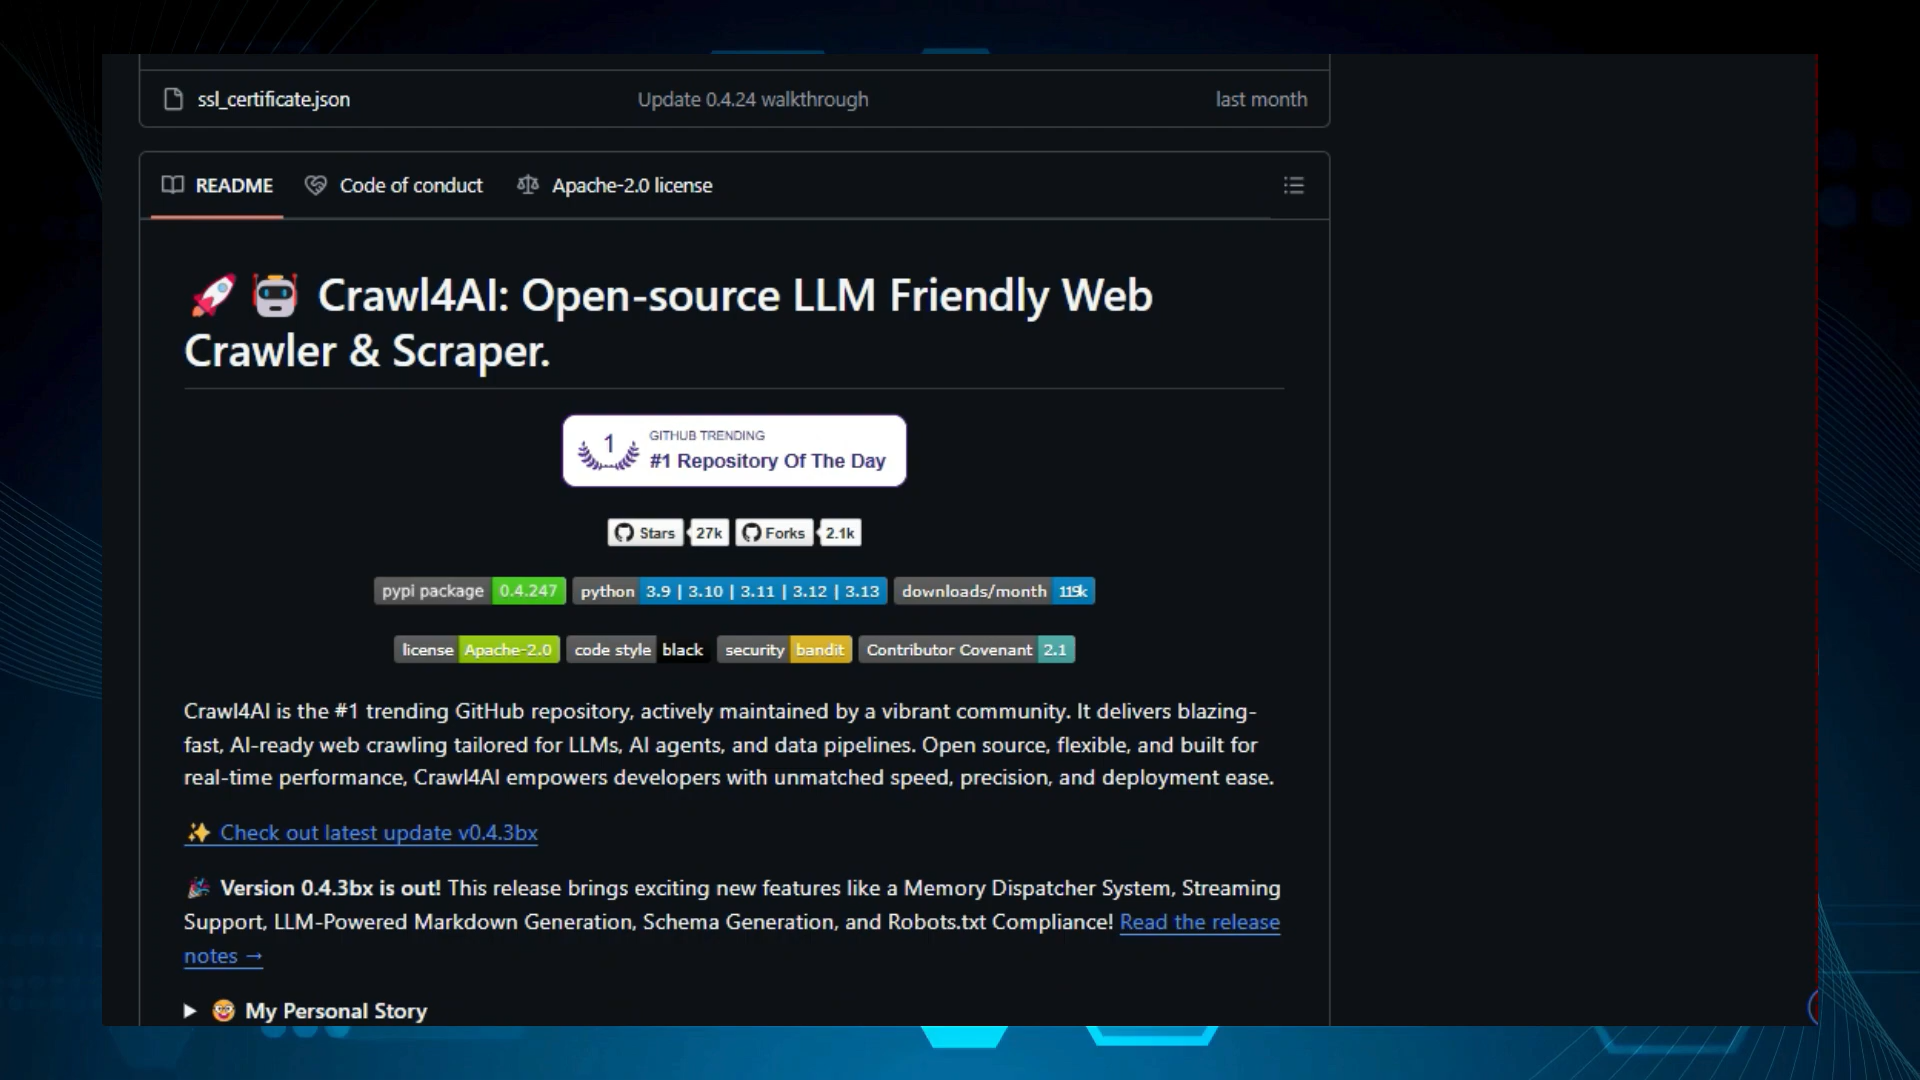 ssl_certificate.json Update 0.4.24 walkthrough last month
README Code of conduct Apache-2.0 license
Crawl4AI: Open-source LLM Friendly Web
Crawler & Scraper.
1 GITHUB TRENDING
#1 Repository Of The Day
Stars 27k Forks 2.1k
pypi package 0.4.247 python 3.9 | 3.10 | 3.11 | 3.12 | 3.13 downloads/month 119k
license Apache-2.0 code style black security bandit Contributor Covenant 2.1
Crawl4AI is the #1 trending GitHub repository, actively maintained by a vibrant community. It delivers blazing-
fast, AI-ready web crawling tailored for LLMs, AI agents, and data pipelines. Open source, flexible, and built for
real-time performance, Crawl4AI empowers developers with unmatched speed, precision, and deployment ease.
✨ Check out latest update v0.4.3bx
🎉 Version 0.4.3bx is out! This release brings exciting new features like a Memory Dispatcher System, Streaming
Support, LLM-Powered Markdown Generation, Schema Generation, and Robots.txt Compliance! Read the release
notes →
▶ 🤓 My Personal Story